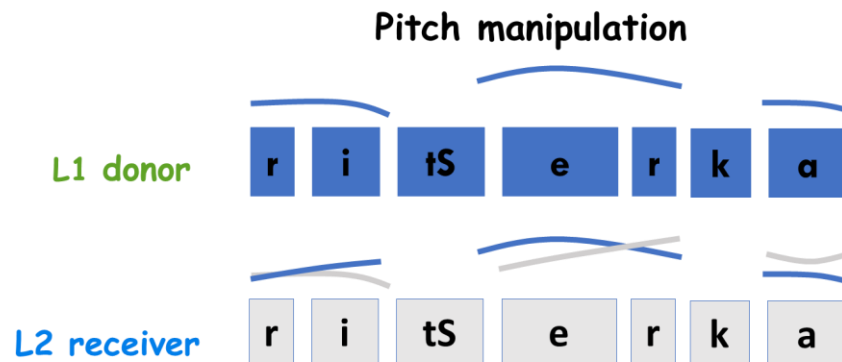 Pitch manipulation
L1 donor r i tS e r k a
L2 receiver r i tS e r k a